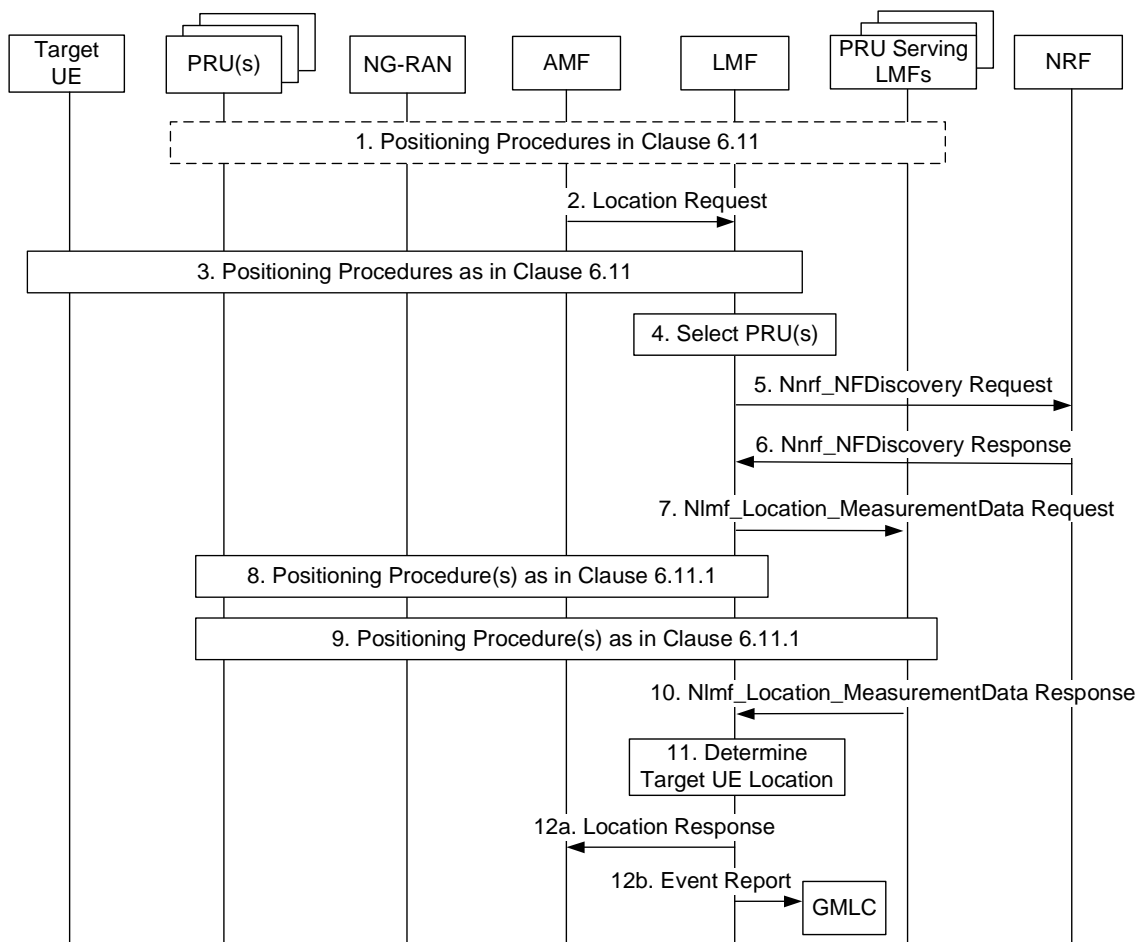 Target
UE
PRU(s)
NG-RAN
AMF
LMF
PRU Serving
LMFs
NRF
1. Positioning Procedures in Clause 6.11
2. Location Request
3. Positioning Procedures as in Clause 6.11
4. Select PRU(s)
5. Nnrf_NFDiscovery Request
6. Nnrf_NFDiscovery Response
7. Nlmf_Location_MeasurementData Request
8. Positioning Procedure(s) as in Clause 6.11.1
9. Positioning Procedure(s) as in Clause 6.11.1
10. Nlmf_Location_MeasurementData Response
11. Determine
Target UE Location
12a. Location Response
12b. Event Report
GMLC